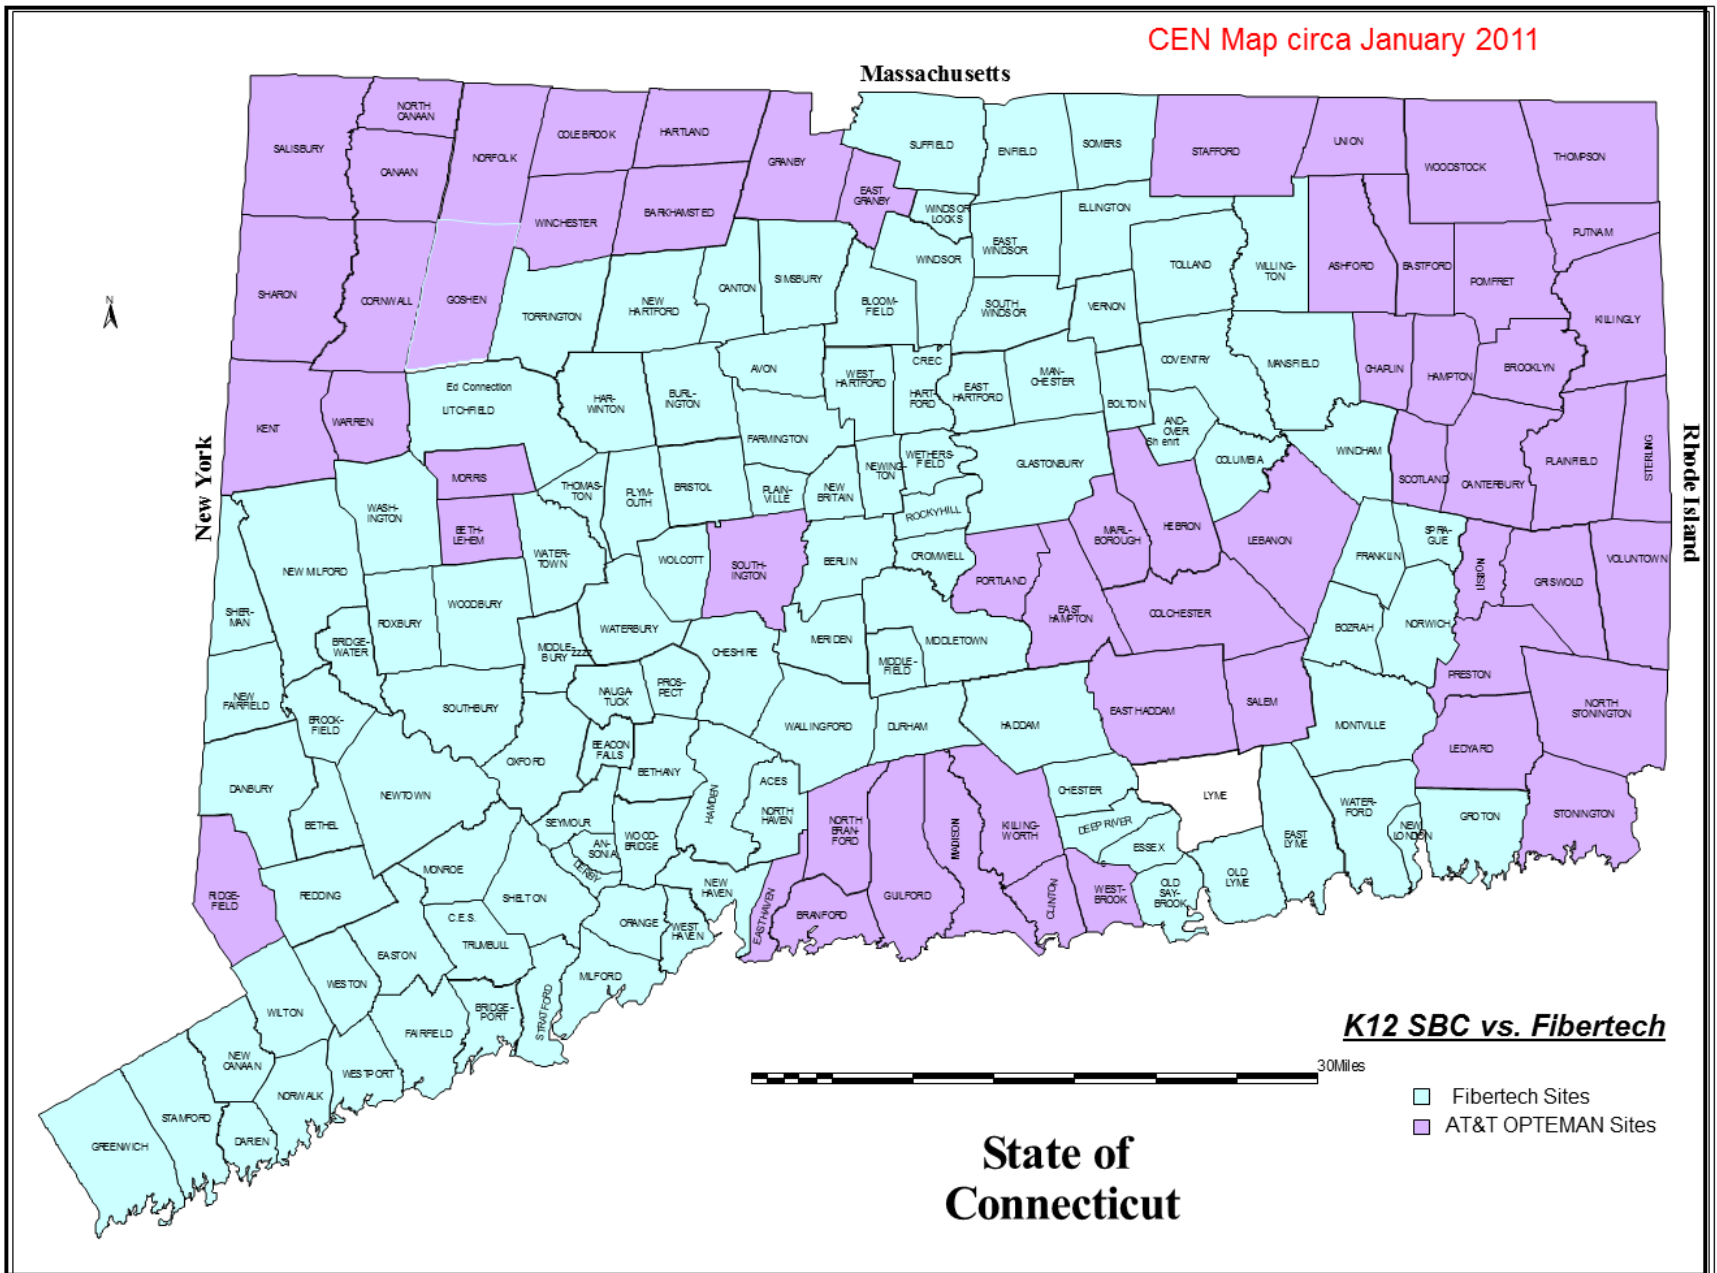 CEN Map circa January 2011
Massachusetts
NORTH
CANAAN
SALISBURY
CANAAN
NORFOLK
COLEBROOK
HARTLAND
GRANBY
EAST
GRANBY
SUFFIELD
ENFIELD
SOMERS
STAFFORD
UNION
WOODSTOCK
THOMPSON
WINCHESTER
BARKHAMSTED
WINDSOR
LOCKS
ELLINGTON
EAST
WINDSOR
WINDSOR
TOLLAND
WILLING-
TON
ASHFORD
EASTFORD
POMFRET
PUTNAM
KILLINGLY
SHARON
CORNWALL
GOSHEN
TORRINGTON
NEW
HARTFORD
CANTON
SIMSBURY
BLOOM-
FIELD
SOUTH
WINDSOR
VERNON
N
KENT
WARREN
Ed Connection
LITCHFIELD
HAR-
WINTON
BURL-
INGTON
AVON
WEST
HARTFORD
CREC
HART-
FORD
EAST
HARTFORD
MAN-
CHESTER
BOLTON
COVENTRY
MANSFIELD
CHAPLIN
HAMPTON
BROOKLYN
AND-
OVER
Sh enrt
COLUMBIA
WINDHAM
SCOTLAND
CANTERBURY
PLAINFIELD
STERLING
New York
Rhode Island
FARMINGTON
MORRIS
WASH-
INGTON
BETH-
LEHEM
THOMAS-
TON
PLYM-
OUTH
BRISTOL
PLAIN-
VILLE
NEW
BRITAIN
NEWING-
TON
WETHERS-
FIELD
ROCKYHILL
GLASTONBURY
MARL-
BOROUGH
HEBRON
LEBANON
FRANKLIN
SPRA-
GUE
LISBON
GRISWOLD
VOLUNTOWN
NEW MILFORD
WATER-
TOWN
WOLCOTT
SOUTH-
INGTON
BERLIN
CROMWELL
PORTLAND
EAST
HAMPTON
COLCHESTER
BOZRAH
NORWICH
PRESTON
SHER-
MAN
BRIDGE-
WATER
ROXBURY
WOODBURY
MIDDLE-
BURY zzzz
WATERBURY
CHESHIRE
MERIDEN
MIDDLE-
FIELD
MIDDLETOWN
NEW
FAIRFIELD
BROOK-
FIELD
SOUTHBURY
NAUGA
TUCK
PROS-
PECT
WALLINGFORD
DURHAM
HADDAM
EAST HADDAM
SALEM
MONTVILLE
LEDYARD
NORTH
STONINGTON
DANBURY
BETHEL
NEWTOWN
OXFORD
BEACON
FALLS
BETHANY
HAMDEN
ACES
NORTH
HAVEN
NORTH
BRAN-
FORD
MADISON
KILLING-
WORTH
CHESTER
DEEP RIVER
ESSEX
LYME
EAST
LYME
WATER-
FORD
NEW
LONDON
GROTON
STONINGTON
SEYMOUR
AN-
SONIA
DERBY
WOOD-
BRIDGE
RIDGE-
FIELD
REDDING
MONROE
SHELTON
C.E.S.
TRUMBULL
ORANGE
NEW
HAVEN
WEST
HAVEN
EASTHAVEN
BRANFORD
GUILFORD
CLINTON
WEST-
BROOK
OLD
SAY-
BROOK
OLD
LYME
EASTON
WESTON
WILTON
FAIRFIELD
BRIDGE-
PORT
STRATFORD
MILFORD
NEW
CANAAN
NORWALK
WESTPORT
STAMFORD
DARIEN
GREENWICH
K12 SBC vs. Fibertech
30Miles
Fibertech Sites
AT&T OPTEMAN Sites
State of
Connecticut